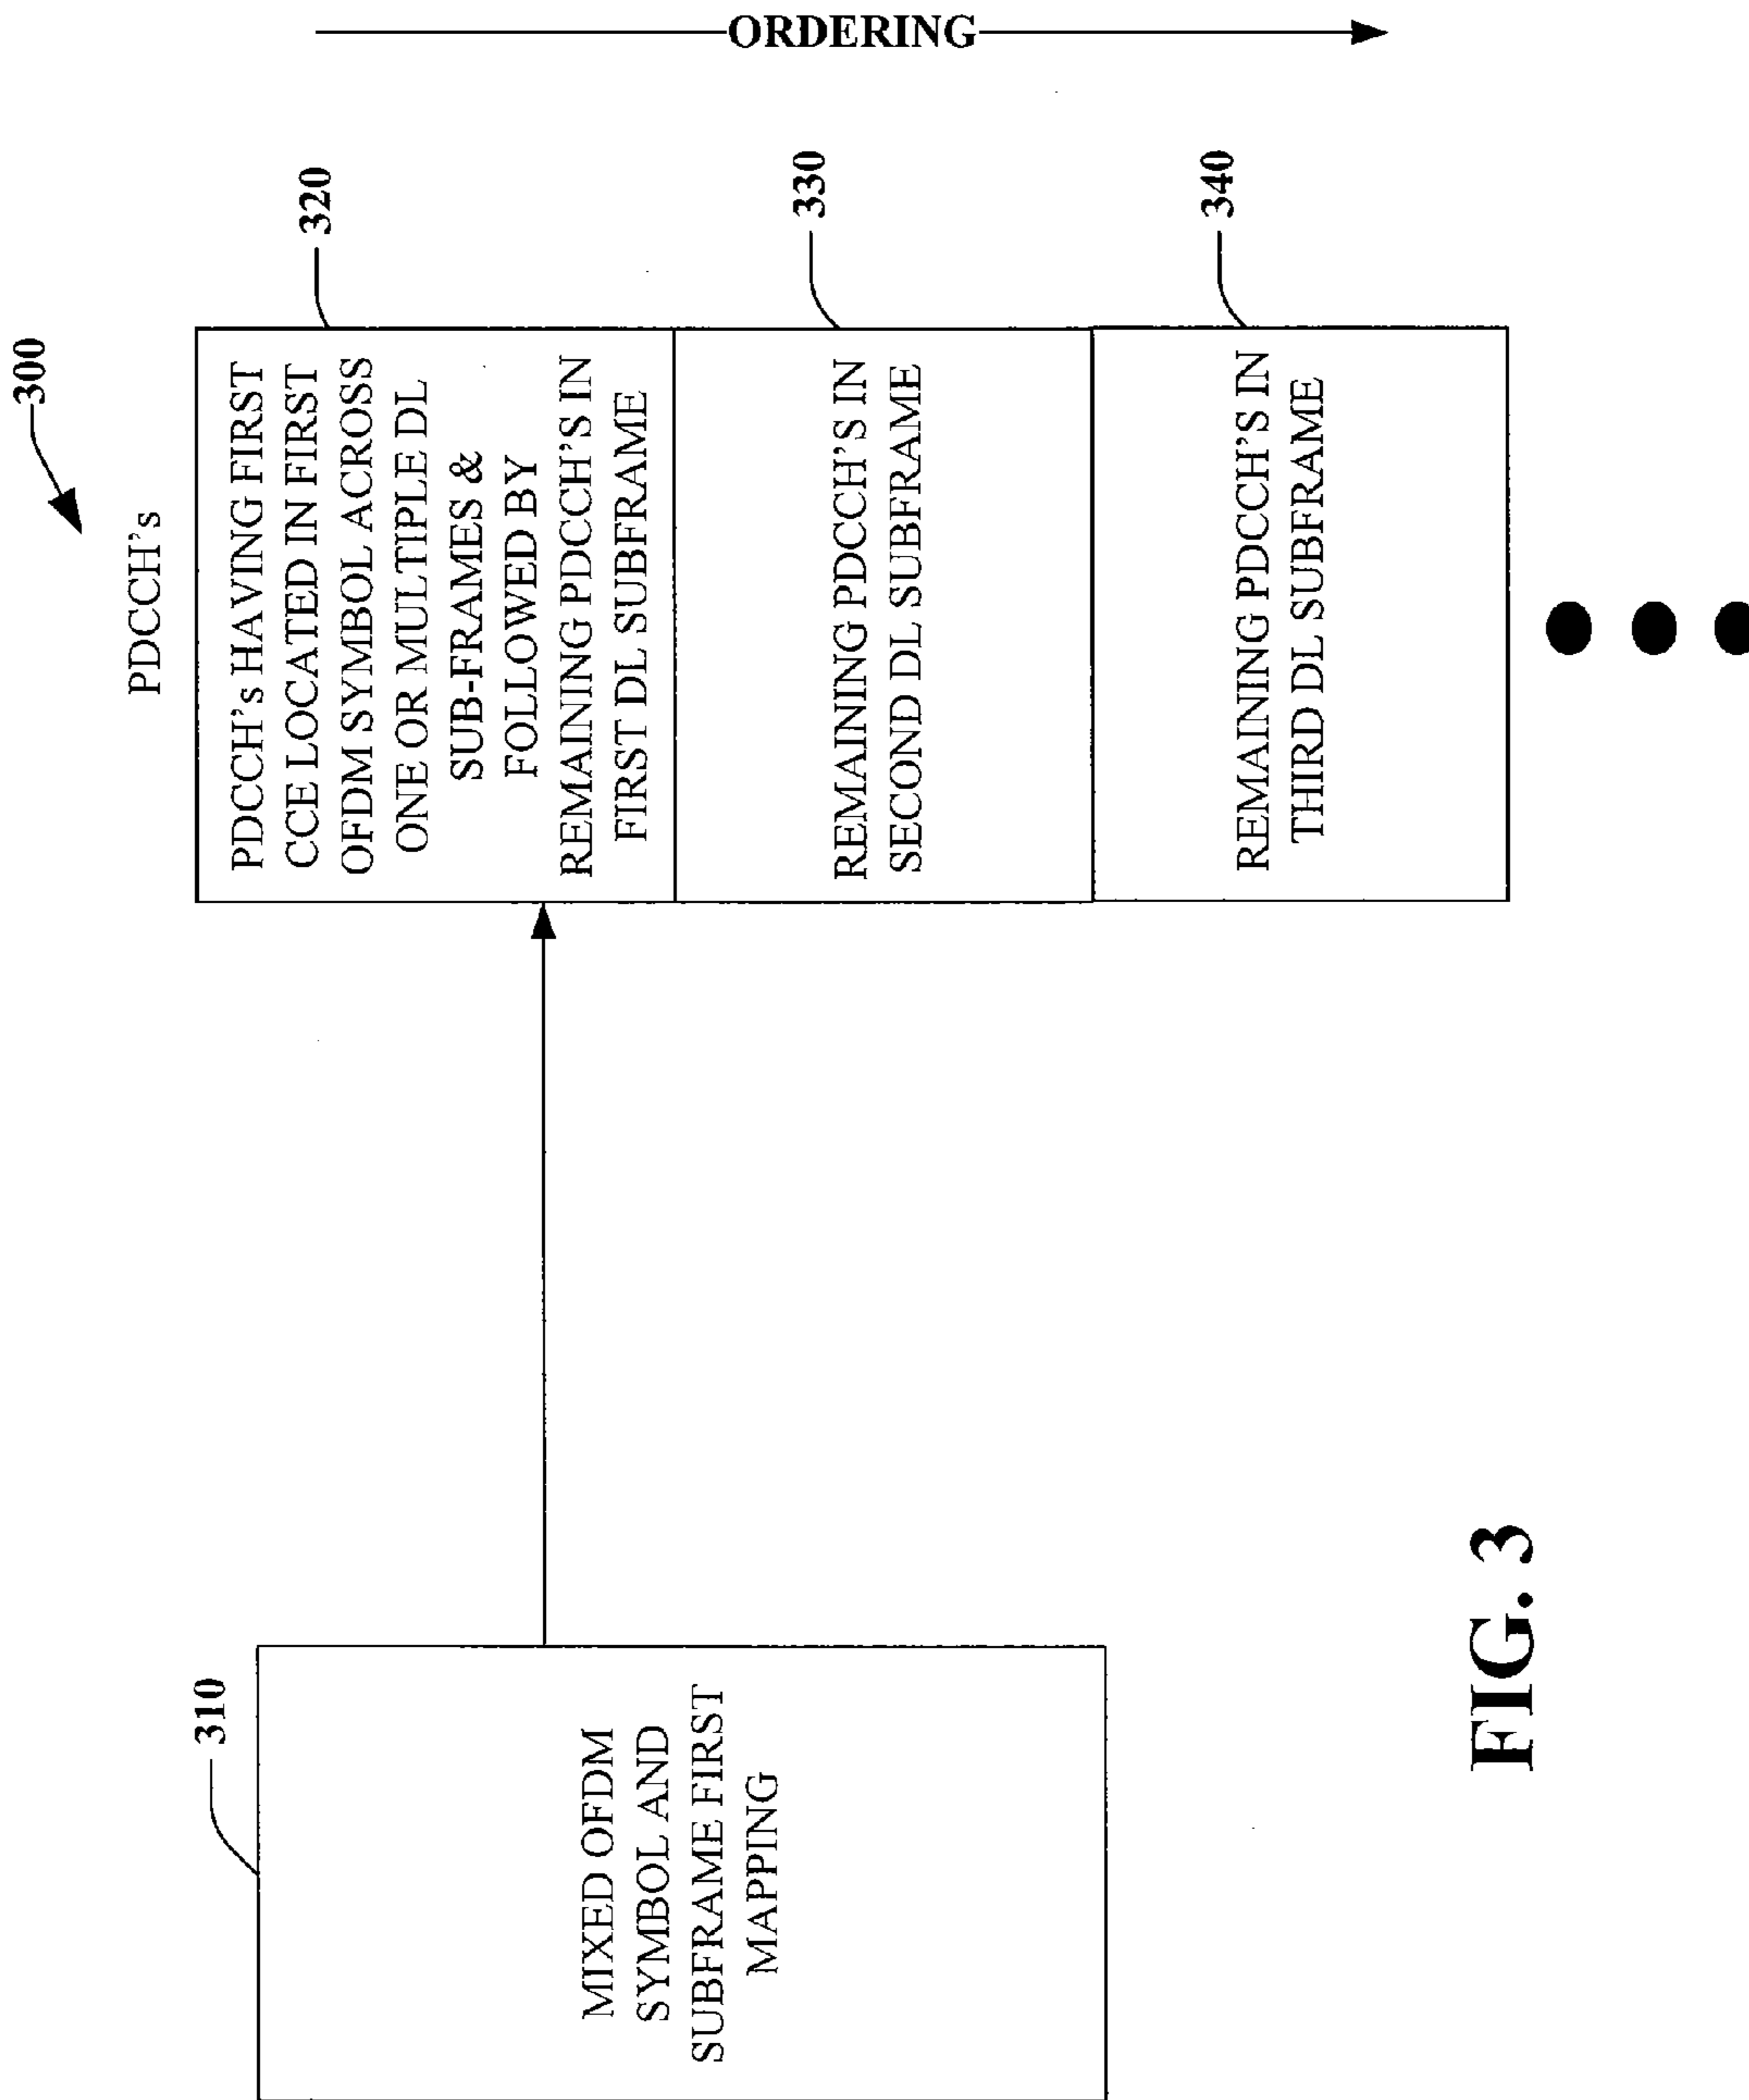 300
PDCCH's
310
MIXED OFDM
SYMBOL AND
SUBFRAME FIRST
MAPPING
PDCCH's HAVING FIRST
CCE LOCATED IN FIRST
OFDM SYMBOL ACROSS
ONE OR MULTIPLE DL
SUB-FRAMES &
FOLLOWED BY
REMAINING PDCCH'S IN
FIRST DL SUBFRAME
320
REMAINING PDCCH'S IN
SECOND DL SUBFRAME
330
REMAINING PDCCH'S IN
THIRD DL SUBFRAME
340
ORDERING
FIG. 3